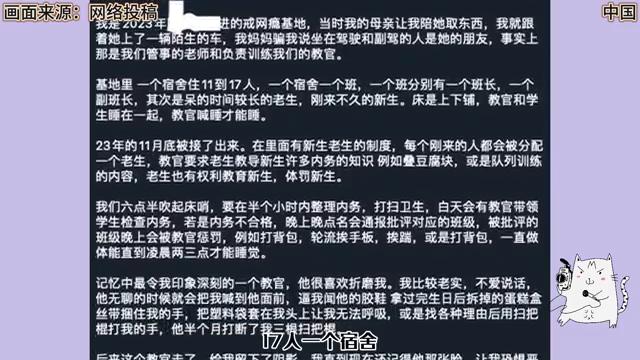 画面来源：网络投稿
中国
我是2023年
进的戒网瘾基地，当时我的母亲让我陪她取东西，我就跟
着她上了一辆陌生的车，我妈妈骗我说坐在驾驶和副驾的人是她的朋友，事实上
那是我们管事的老师和负责训练我们的教官。
基地里 一个宿舍住11到17人，一个宿舍一个班，一个班分别有一个班长，一个
副班长，其次是呆的时间较长的老生，刚来不久的新生。床是上下铺，教官和学
生睡在一起，教官喊睡才能睡。
23年的11月底被接了出来。在里面有新生老生的制度，每个刚来的人都会被分配
一个老生，教官要求老生教导新生许多内务的知识 例如叠豆腐块，或是队列训练
的内容，老生也有权利教育新生，体罚新生。
我们六点半吹起床哨，要在半个小时内整理内务，打扫卫生，白天会有教官带领
学生检查内务，若是内务不合格，晚上晚点名会通报批评对应的班级，被批评的
班级晚上会被教官惩罚，例如打背包，轮流挨手板，挨踹，或是打背包，一直做
体能直到凌晨两三点才能睡觉。
记忆中最令我印象深刻的一个教官，他很喜欢折磨我。我比较老实，不爱说话，
他无聊的时候就会把我喊到他面前，逼我闻他的胶鞋 拿过完生日后拆掉的蛋糕盒
丝带捆住我的手，把塑料袋套在我头上让我无法呼吸，或是找各种理由后用扫把
棍打我的手，他半个月打断了我三根扫把棍。
17人一个宿舍